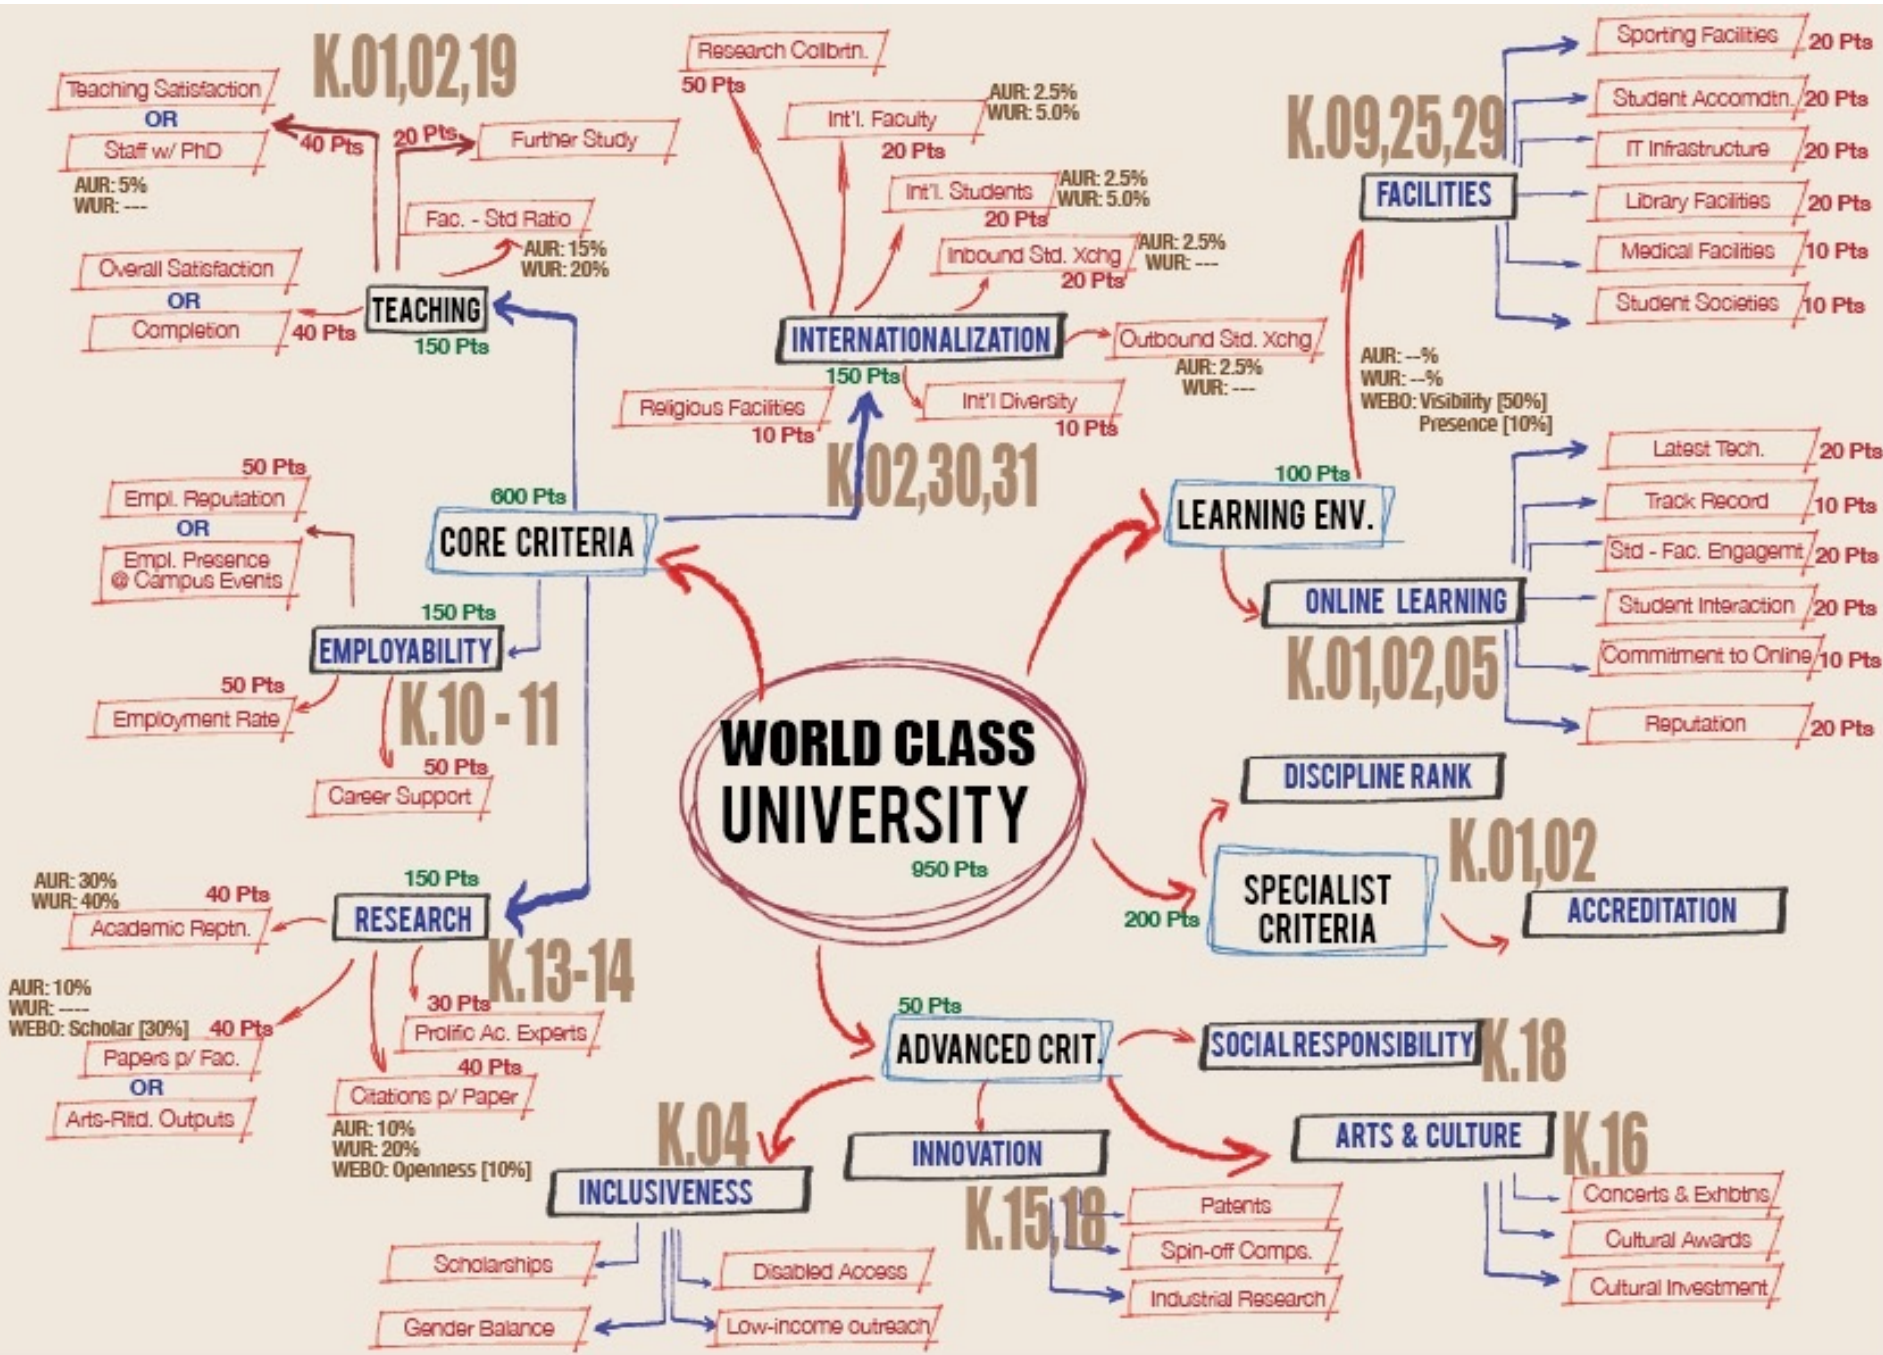 K.01,02,19
Teaching Satisfaction
OR
Staff w/ PhD
AUR: 5%
WUR: ---
40 Pts
20 Pts
Further Study
Fac. - Std Ratio
AUR: 15%
WUR: 20%
Overall Satisfaction
OR
Completion
40 Pts
TEACHING
150 Pts
Research Collbrtn.
50 Pts
Int'l. Faculty
20 Pts
AUR: 2.5%
WUR: 5.0%
Int'l. Students
20 Pts
AUR: 2.5%
WUR: 5.0%
Inbound Std. Xchg
20 Pts
AUR: 2.5%
WUR: ---
INTERNATIONALIZATION
150 Pts
Outbound Std. Xchg
AUR: 2.5%
WUR: ---
Religious Facilities
10 Pts
Int'l Diversity
10 Pts
K.02,30,31
K.09,25,29
FACILITIES
Sporting Facilities
20 Pts
Student Accomdtn.
20 Pts
IT Infrastructure
20 Pts
Library Facilities
20 Pts
Medical Facilities
10 Pts
Student Societies
10 Pts
AUR: --%
WUR: --%
WEBO: Visibility [50%]
Presence [10%]
100 Pts
LEARNING ENV.
ONLINE LEARNING
K.01,02,05
Latest Tech.
20 Pts
Track Record
10 Pts
Std - Fac. Engagemt
20 Pts
Student Interaction
20 Pts
Commitment to Online
10 Pts
Reputation
20 Pts
600 Pts
CORE CRITERIA
50 Pts
Empl. Reputation
OR
Empl. Presence
@ Campus Events
150 Pts
EMPLOYABILITY
K.10 - 11
50 Pts
Employment Rate
50 Pts
Career Support
WORLD CLASS
UNIVERSITY
950 Pts
DISCIPLINE RANK
K.01,02
SPECIALIST
CRITERIA
200 Pts
ACCREDITATION
150 Pts
RESEARCH
K.13-14
AUR: 30%
WUR: 40%
40 Pts
Academic Reptn.
AUR: 10%
WUR: ----
WEBO: Scholar [30%]
40 Pts
Papers p/ Fac.
OR
Arts-Rltd. Outputs
30 Pts
Prolific Ac. Experts
40 Pts
Citations p/ Paper
AUR: 10%
WUR: 20%
WEBO: Openness [10%]
50 Pts
ADVANCED CRIT.
SOCIAL RESPONSIBILITY
K.18
K.04
INCLUSIVENESS
Scholarships
Disabled Access
Gender Balance
Low-income outreach
INNOVATION
K.15,18
Patents
Spin-off Comps.
Industrial Research
ARTS & CULTURE
K.16
Concerts & Exhbtns
Cultural Awards
Cultural Investment